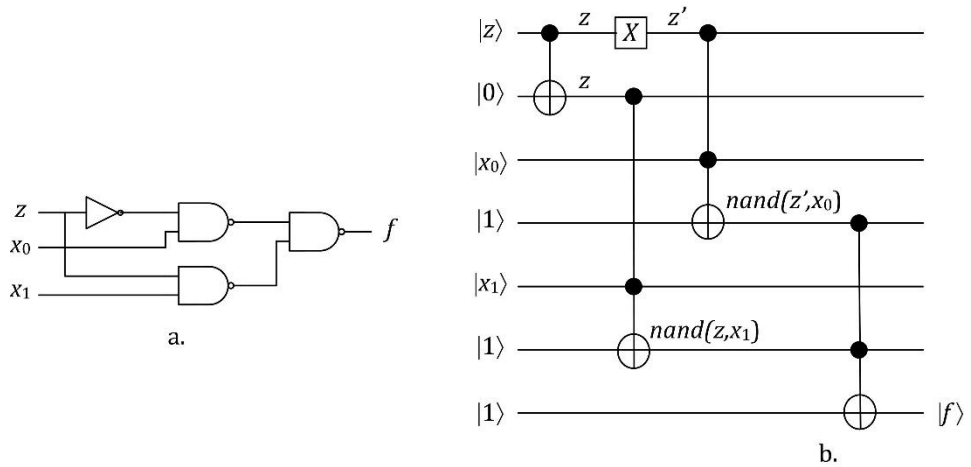 z
x₀
x₁
f
a.
|z⟩ z X z'
|0⟩ z
|x₀⟩
|1⟩ nand(z',x₀)
|x₁⟩
|1⟩ nand(z,x₁)
|1⟩ |f⟩
b.